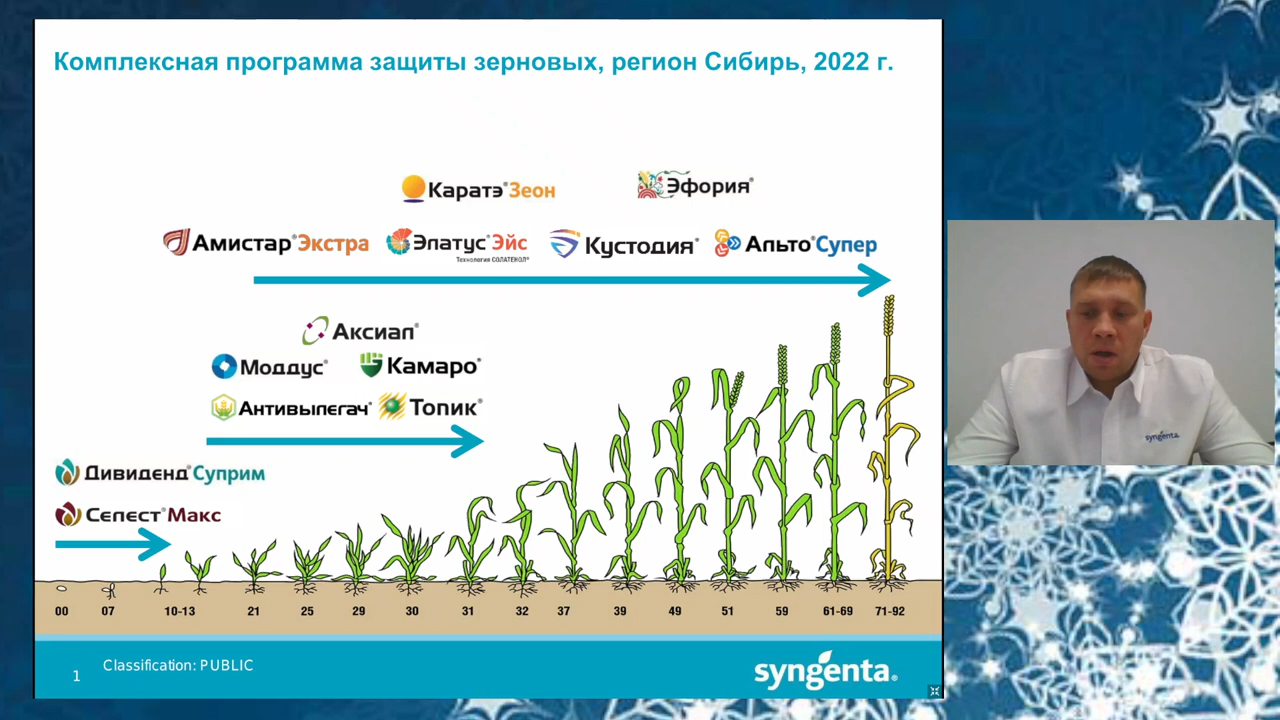 Комплексная программа защиты зерновых, регион Сибирь, 2022 г.
Каратэ®Зеон
Эфория®
Амистар®Экстра
Элатус®Эйс
Технология СОЛАТЕНОЛ®
Кустодия®
Альто®Супер
Аксиал®
Моддус®
Камаро®
Антивылегач®
Топик®
Дивиденд®Суприм
Селест®Макс
00 07 10-13 21 25 29 30 31 32 37 39 49 51 59 61-69 71-92
1
Classification: PUBLIC
syngenta®
syngenta